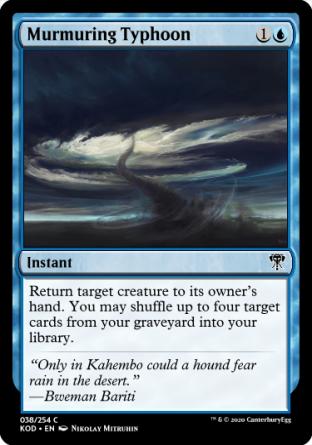 Murmuring Typhoon 1
Instant
Return target creature to its owner's
hand. You may shuffle up to four target
cards from your graveyard into your
library.
“Only in Kahembo could a hound fear
rain in the desert.”
—Bweman Bariti
038/254 C
KOD • EN Nikolay Mitruhin
™ & © 2020 CanterburyEgg